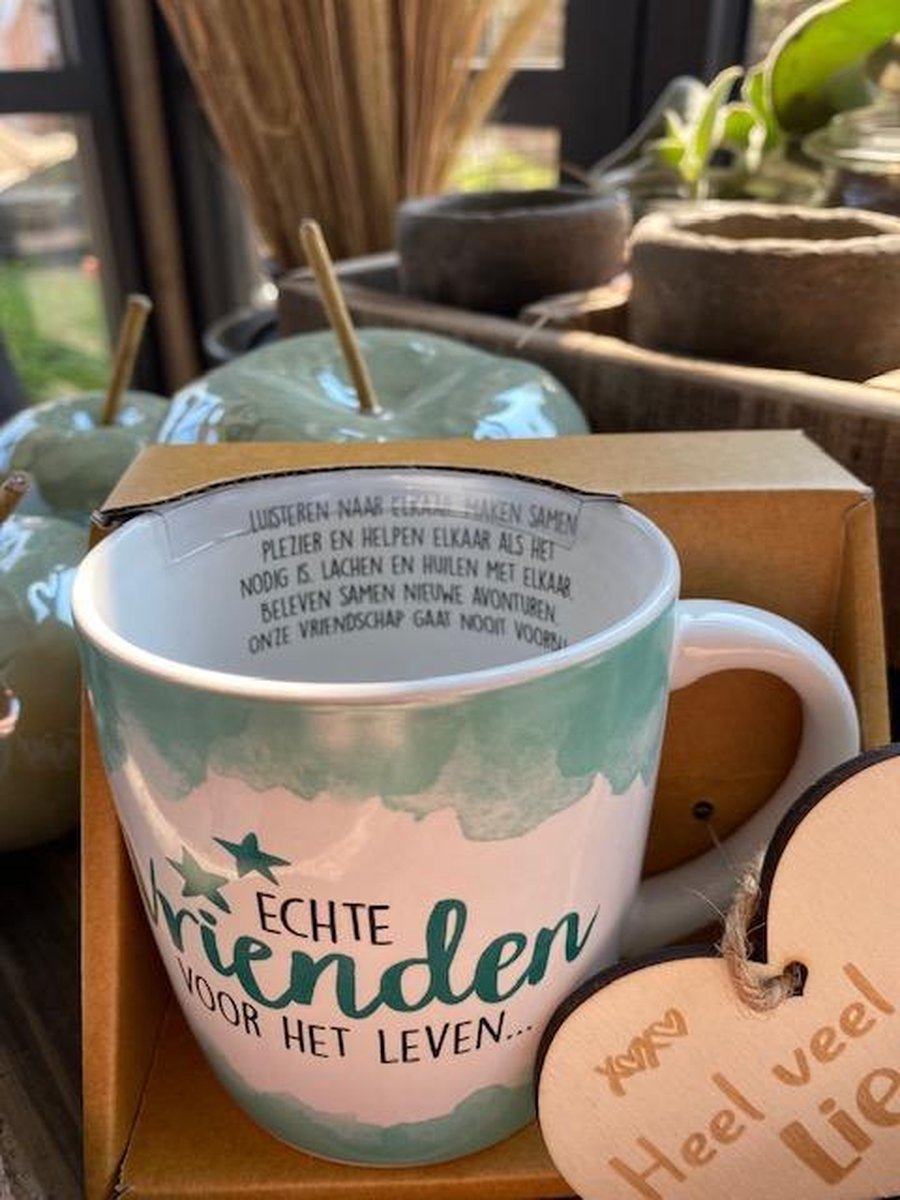 LUISTEREN NAAR ELKAAR, MAKEN SAMEN
PLEZIER EN HELPEN ELKAAR ALS HET
NODIG IS, LACHEN EN HUILEN MET ELKAAR,
BELEVEN SAMEN NIEUWE AVONTUREN.
ONZE VRIENDSCHAP GAAT NOOIT VOORBIJ
ECHTE
Vrienden
VOOR HET LEVEN...
Heel veel
Lie